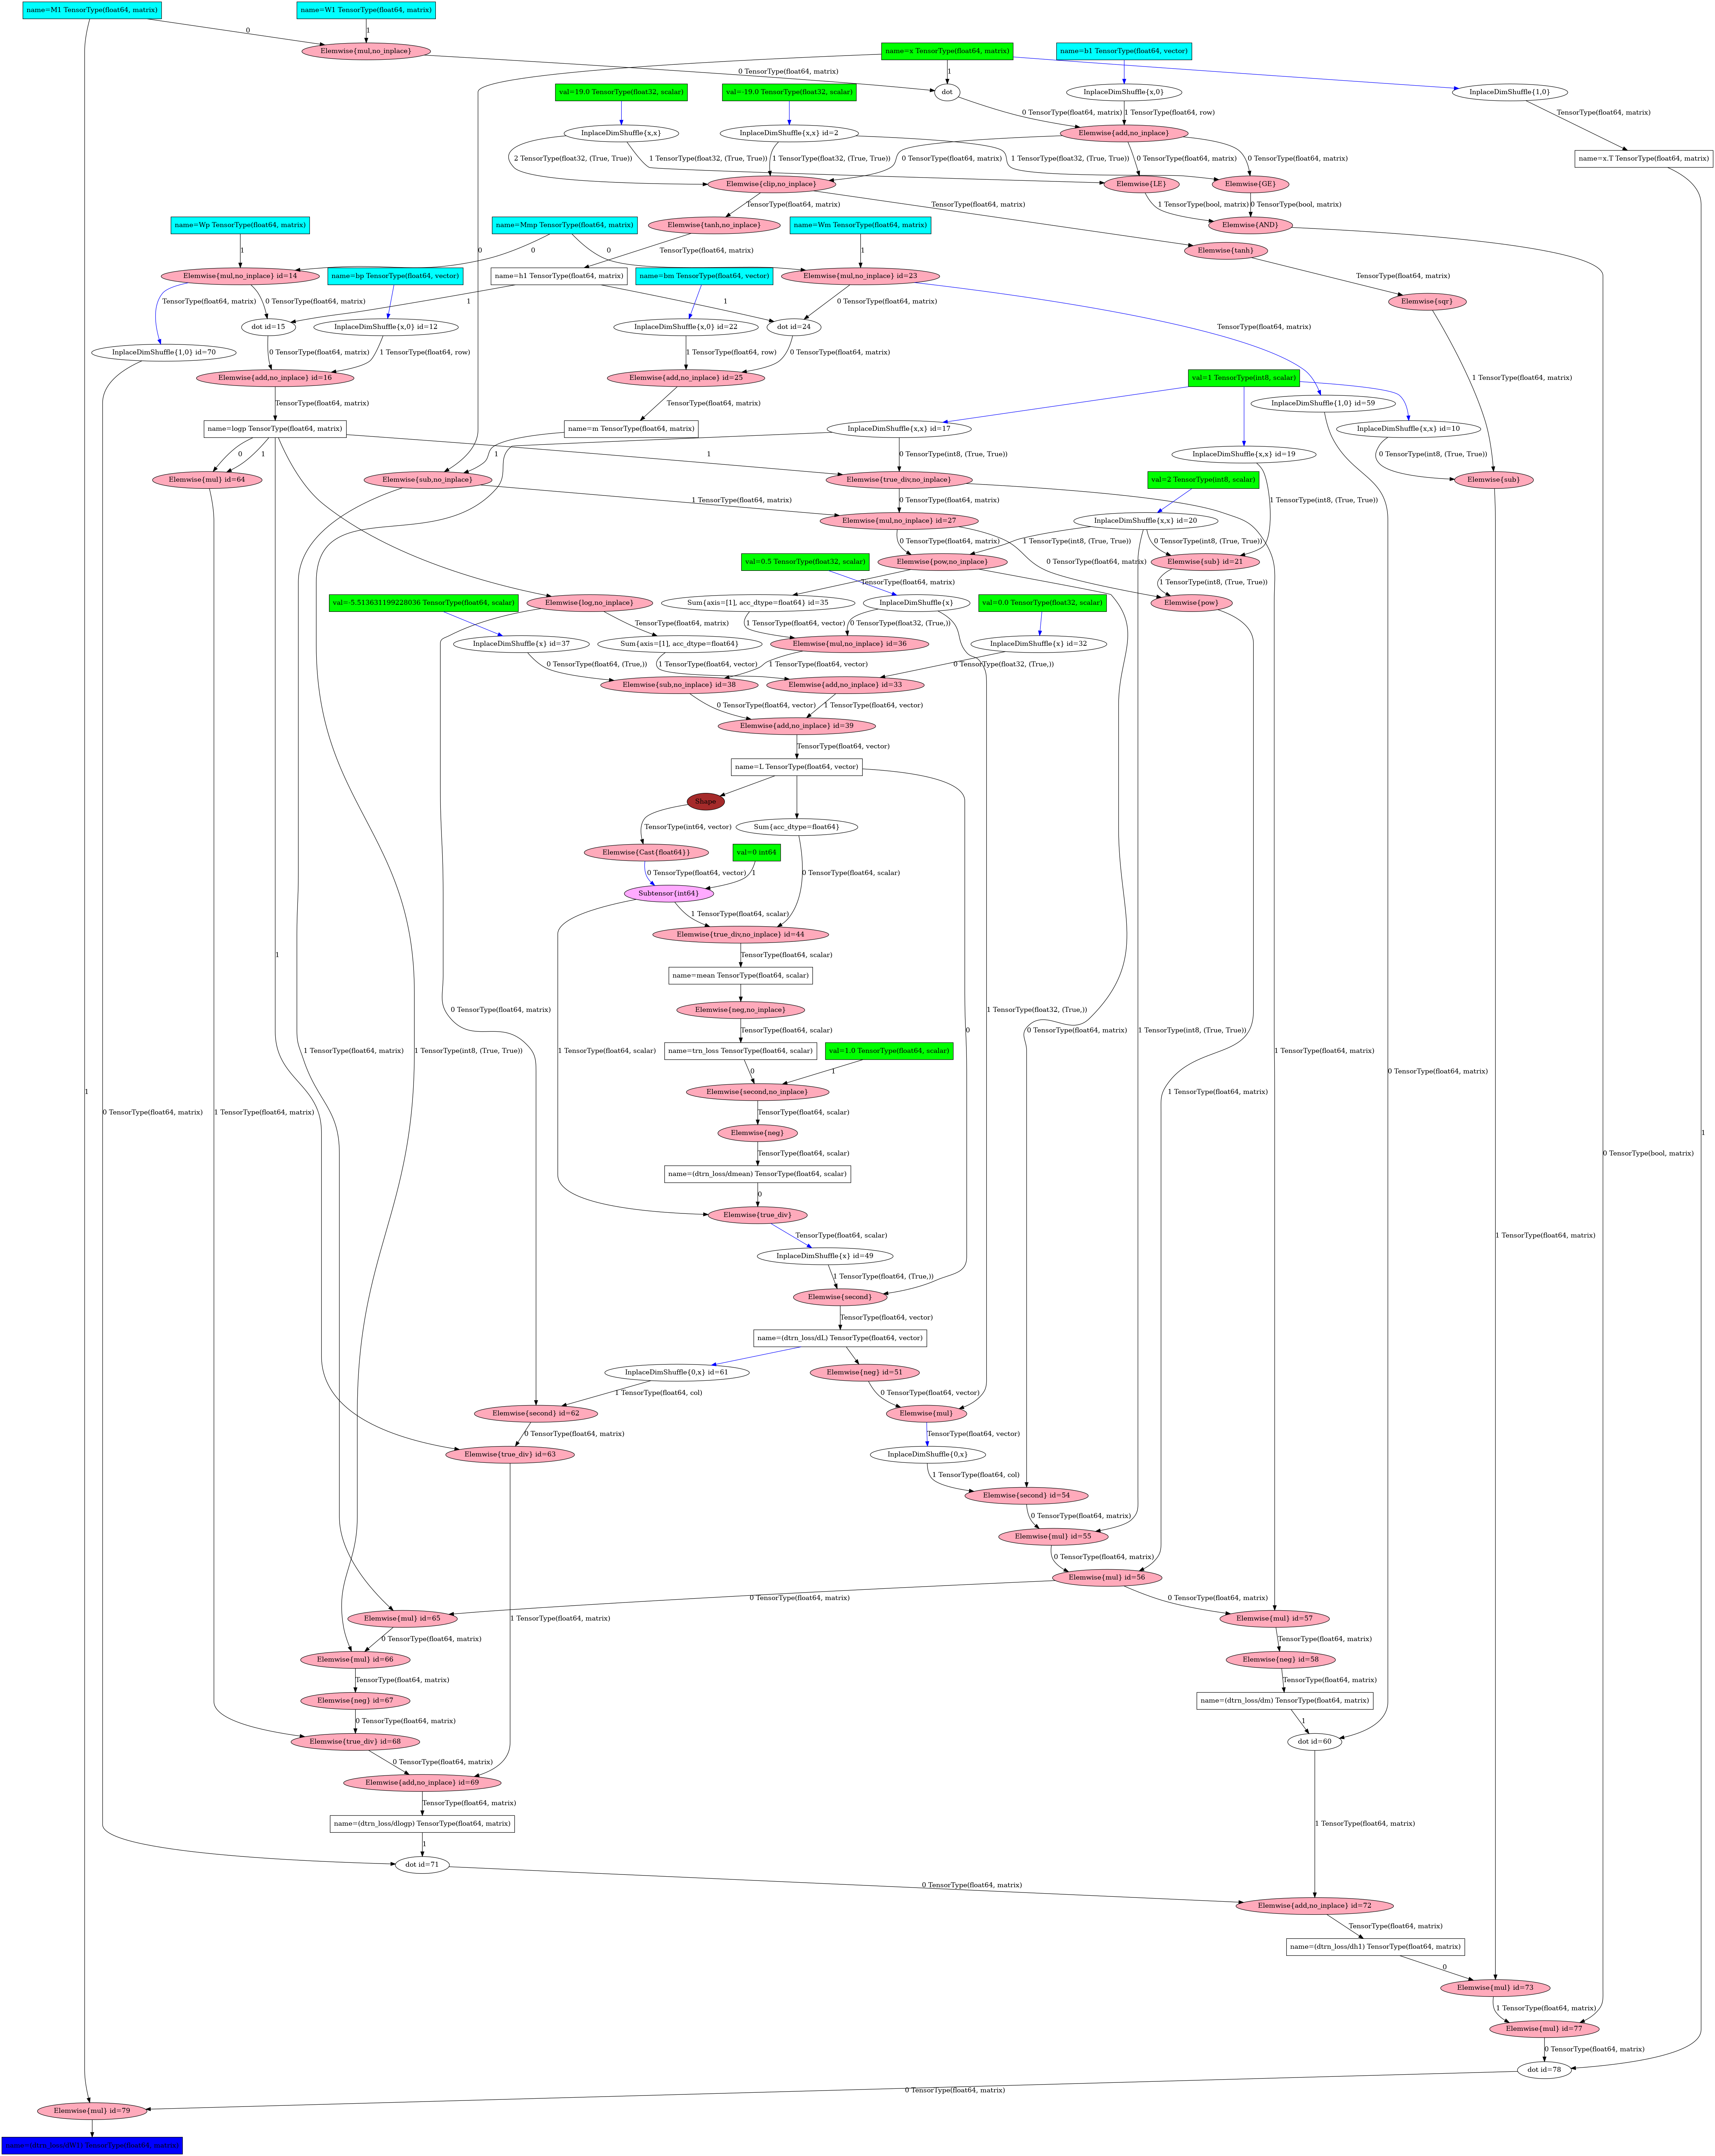 name=M1 TensorType(float64, matrix)
name=W1 TensorType(float64, matrix)
0
1
Elemwise{mul,no_inplace}
name=x TensorType(float64, matrix)
name=b1 TensorType(float64, vector)
0 TensorType(float64, matrix)
1
val=19.0 TensorType(float32, scalar)
val=-19.0 TensorType(float32, scalar)
dot
InplaceDimShuffle{x,0}
InplaceDimShuffle{1,0}
0 TensorType(float64, matrix)
1 TensorType(float64, row)
TensorType(float64, matrix)
InplaceDimShuffle{x,x}
InplaceDimShuffle{x,x} id=2
Elemwise{add,no_inplace}
2 TensorType(float32, (True, True))
1 TensorType(float32, (True, True))
1 TensorType(float32, (True, True))
0 TensorType(float64, matrix)
1 TensorType(float32, (True, True))
0 TensorType(float64, matrix)
0 TensorType(float64, matrix)
name=x.T TensorType(float64, matrix)
Elemwise{clip,no_inplace}
Elemwise{LE}
Elemwise{GE}
TensorType(float64, matrix)
TensorType(float64, matrix)
1 TensorType(bool, matrix)
0 TensorType(bool, matrix)
name=Wp TensorType(float64, matrix)
name=Mmp TensorType(float64, matrix)
Elemwise{tanh,no_inplace}
name=Wm TensorType(float64, matrix)
Elemwise{AND}
1
0
TensorType(float64, matrix)
0
1
0
Elemwise{tanh}
Elemwise{mul,no_inplace} id=14
name=bp TensorType(float64, vector)
name=h1 TensorType(float64, matrix)
name=bm TensorType(float64, vector)
Elemwise{mul,no_inplace} id=23
TensorType(float64, matrix)
TensorType(float64, matrix)
0 TensorType(float64, matrix)
1
1
0 TensorType(float64, matrix)
Elemwise{sqr}
dot id=15
InplaceDimShuffle{x,0} id=12
InplaceDimShuffle{x,0} id=22
dot id=24
TensorType(float64, matrix)
InplaceDimShuffle{1,0} id=70
0 TensorType(float64, matrix)
1 TensorType(float64, row)
1 TensorType(float64, row)
0 TensorType(float64, matrix)
Elemwise{add,no_inplace} id=16
Elemwise{add,no_inplace} id=25
val=1 TensorType(int8, scalar)
1 TensorType(float64, matrix)
TensorType(float64, matrix)
TensorType(float64, matrix)
InplaceDimShuffle{1,0} id=59
name=logp TensorType(float64, matrix)
name=m TensorType(float64, matrix)
InplaceDimShuffle{x,x} id=17
InplaceDimShuffle{x,x} id=10
0
1
1
1
0 TensorType(int8, (True, True))
InplaceDimShuffle{x,x} id=19
0 TensorType(int8, (True, True))
Elemwise{mul} id=64
Elemwise{sub,no_inplace}
Elemwise{true_div,no_inplace}
val=2 TensorType(int8, scalar)
Elemwise{sub}
1 TensorType(float64, matrix)
0 TensorType(float64, matrix)
1 TensorType(int8, (True, True))
Elemwise{mul,no_inplace} id=27
InplaceDimShuffle{x,x} id=20
0 TensorType(float64, matrix)
1 TensorType(int8, (True, True))
0 TensorType(int8, (True, True))
val=0.5 TensorType(float32, scalar)
Elemwise{pow,no_inplace}
0 TensorType(float64, matrix)
Elemwise{sub} id=21
TensorType(float64, matrix)
1 TensorType(int8, (True, True))
val=-5.513631199228036 TensorType(float64, scalar)
Elemwise{log,no_inplace}
Sum{axis=[1], acc_dtype=float64} id=35
InplaceDimShuffle{x}
val=0.0 TensorType(float32, scalar)
Elemwise{pow}
TensorType(float64, matrix)
1 TensorType(float64, vector)
0 TensorType(float32, (True,))
InplaceDimShuffle{x} id=37
Sum{axis=[1], acc_dtype=float64}
Elemwise{mul,no_inplace} id=36
InplaceDimShuffle{x} id=32
0 TensorType(float64, (True,))
1 TensorType(float64, vector)
1 TensorType(float64, vector)
0 TensorType(float32, (True,))
Elemwise{sub,no_inplace} id=38
Elemwise{add,no_inplace} id=33
0 TensorType(float64, vector)
1 TensorType(float64, vector)
Elemwise{add,no_inplace} id=39
TensorType(float64, vector)
name=L TensorType(float64, vector)
Shape
TensorType(int64, vector)
Sum{acc_dtype=float64}
Elemwise{Cast{float64}}
val=0 int64
0 TensorType(float64, vector)
1
0 TensorType(float64, scalar)
Subtensor{int64}
1 TensorType(float64, scalar)
Elemwise{true_div,no_inplace} id=44
1
TensorType(float64, scalar)
name=mean TensorType(float64, scalar)
0 TensorType(float64, matrix)
Elemwise{neg,no_inplace}
1 TensorType(float32, (True,))
TensorType(float64, scalar)
0
0 TensorType(float64, matrix)
1 TensorType(int8, (True, True))
1 TensorType(float64, matrix)
1 TensorType(int8, (True, True))
1 TensorType(float64, scalar)
name=trn_loss TensorType(float64, scalar)
val=1.0 TensorType(float64, scalar)
1 TensorType(float64, matrix)
0
1
0 TensorType(float64, matrix)
1
Elemwise{second,no_inplace}
1 TensorType(float64, matrix)
0 TensorType(float64, matrix)
1 TensorType(float64, matrix)
TensorType(float64, scalar)
Elemwise{neg}
1
TensorType(float64, scalar)
0 TensorType(bool, matrix)
name=(dtrn_loss/dmean) TensorType(float64, scalar)
0
Elemwise{true_div}
TensorType(float64, scalar)
1 TensorType(float64, matrix)
InplaceDimShuffle{x} id=49
1 TensorType(float64, (True,))
Elemwise{second}
TensorType(float64, vector)
name=(dtrn_loss/dL) TensorType(float64, vector)
InplaceDimShuffle{0,x} id=61
Elemwise{neg} id=51
1 TensorType(float64, col)
0 TensorType(float64, vector)
Elemwise{second} id=62
Elemwise{mul}
0 TensorType(float64, matrix)
TensorType(float64, vector)
Elemwise{true_div} id=63
InplaceDimShuffle{0,x}
1 TensorType(float64, col)
Elemwise{second} id=54
0 TensorType(float64, matrix)
Elemwise{mul} id=55
0 TensorType(float64, matrix)
Elemwise{mul} id=56
0 TensorType(float64, matrix)
0 TensorType(float64, matrix)
Elemwise{mul} id=65
1 TensorType(float64, matrix)
Elemwise{mul} id=57
0 TensorType(float64, matrix)
TensorType(float64, matrix)
Elemwise{mul} id=66
Elemwise{neg} id=58
TensorType(float64, matrix)
TensorType(float64, matrix)
Elemwise{neg} id=67
name=(dtrn_loss/dm) TensorType(float64, matrix)
0 TensorType(float64, matrix)
1
Elemwise{true_div} id=68
dot id=60
0 TensorType(float64, matrix)
Elemwise{add,no_inplace} id=69
TensorType(float64, matrix)
name=(dtrn_loss/dlogp) TensorType(float64, matrix)
1 TensorType(float64, matrix)
1
dot id=71
0 TensorType(float64, matrix)
Elemwise{add,no_inplace} id=72
TensorType(float64, matrix)
name=(dtrn_loss/dh1) TensorType(float64, matrix)
0
Elemwise{mul} id=73
1 TensorType(float64, matrix)
Elemwise{mul} id=77
0 TensorType(float64, matrix)
dot id=78
0 TensorType(float64, matrix)
Elemwise{mul} id=79